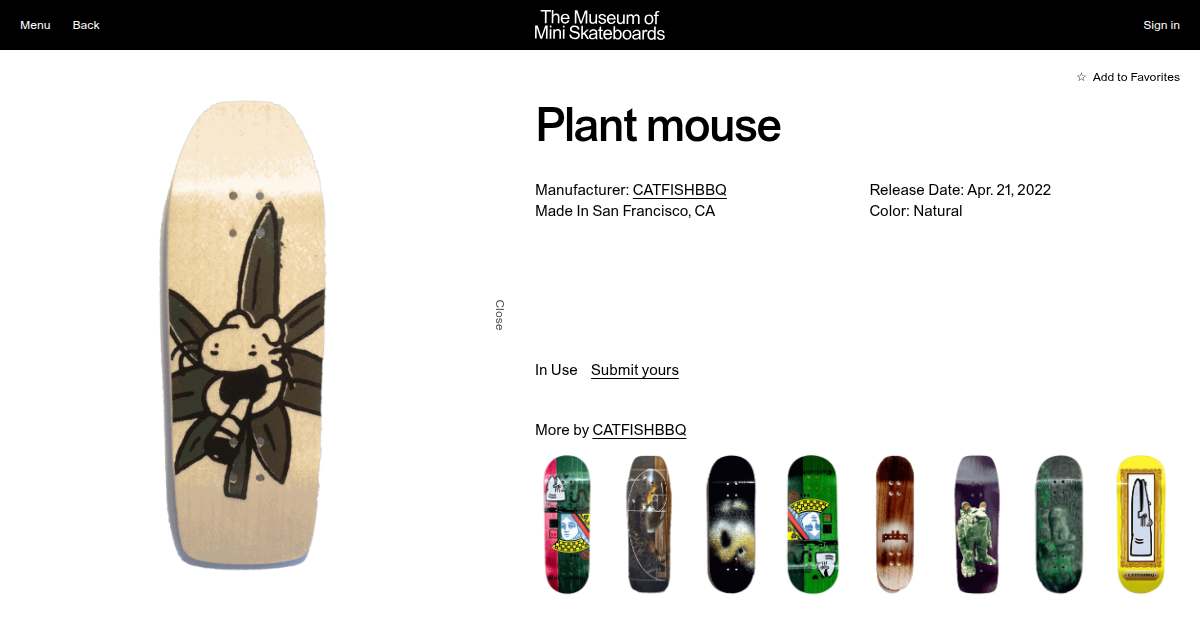 Menu
Back
The Museum of
Mini Skateboards
Sign in
☆ Add to Favorites
Plant mouse
Manufacturer: CATFISHBBQ
Made In San Francisco, CA
Release Date: Apr. 21, 2022
Color: Natural
Close
In Use Submit yours
More by CATFISHBBQ
CATFISHBBQ